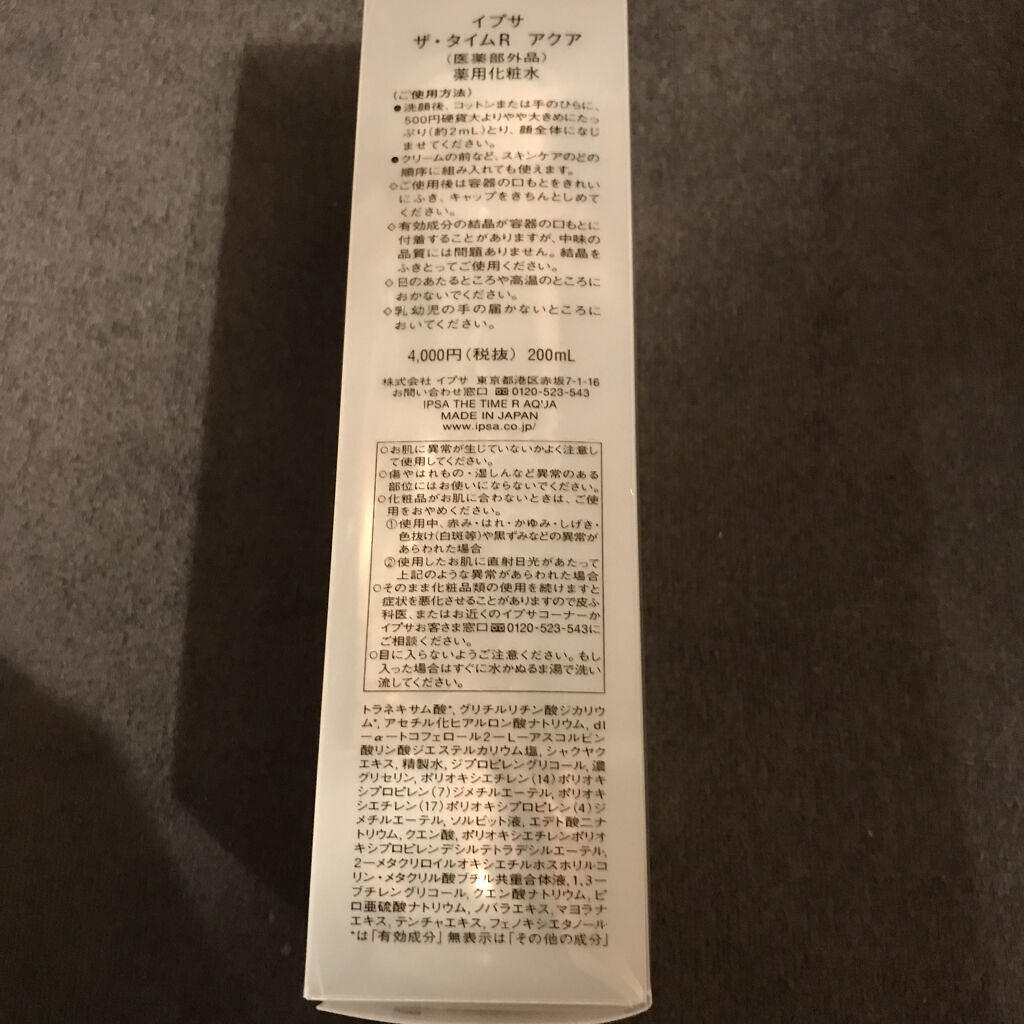 イプサ
ザ・タイムR アクア
（医薬部外品）
薬用化粧水
（ご使用方法）
●洗顔後、コットンまたは手のひらに、
500円硬貨大よりやや大きめにたっ
ぷり（約2mL）とり、顔全体になじ
ませてください。
●クリームの前など、スキンケアのどの
順序に組み入れても使えます。
◇ご使用後は容器の口もとをきれい
にふき、キャップをきちんとしめて
ください。
◇有効成分の結晶が容器の口もとに
付着することがありますが、中味の
品質には問題ありません。結晶を
ふきとってご使用ください。
◇日のあたるところや高温のところに
おかないでください。
◇乳幼児の手の届かないところに
おいてください。
4,000円（税抜） 200mL
株式会社 イプサ 東京都港区赤坂7-1-16
お問い合わせ窓口 0120-523-543
IPSA THE TIME R AQUA
MADE IN JAPAN
www.ipsa.co.jp/
○お肌に異常が生じていないかよく注意し
て使用してください。
○傷やはれもの・湿しんなど異常のある
部位にはお使いにならないでください。
○化粧品がお肌に合わないときは、ご使
用をおやめください。
①使用中、赤み・はれ・かゆみ・しげき・
色抜け（白斑等）や黒ずみなどの異常が
あらわれた場合
②使用したお肌に直射日光があたって
上記のような異常があらわれた場合
○そのまま化粧品類の使用を続けますと
症状を悪化させることがありますので皮ふ
科医、またはお近くのイプサコーナーか
イプサお客さま窓口0120-523-543に
ご相談ください。
○目に入らないようご注意ください。もし
入った場合はすぐに水かぬるま湯で洗い
流してください。
トラネキサム酸*, グリチルリチン酸ジカリウ
ム*, アセチル化ヒアルロン酸ナトリウム, dl
ーα－トコフェロール2－L－アスコルビン
酸リン酸ジエステルカリウム塩, シャクヤク
エキス, 精製水, ジプロピレングリコール, 濃
グリセリン, ポリオキシエチレン（14）ポリオキ
シプロピレン（7）ジメチルエーテル, ポリオキ
シエチレン（17）ポリオキシプロピレン（4）ジ
メチルエーテル, ソルビット液, エデト酸二ナ
トリウム, クエン酸, ポリオキシエチレンポリオ
キシプロピレンデシルテトラデシルエーテル,
2－メタクリロイルオキシエチルホスホリルコ
リン・メタクリル酸ブチル共重合体液, 1,3－
ブチレングリコール, クエン酸ナトリウム, ピ
ロ亜硫酸ナトリウム, ノバラエキス, マヨラナ
エキス, テンチャエキス, フェノキシエタノール
*は「有効成分」無表示は「その他の成分」